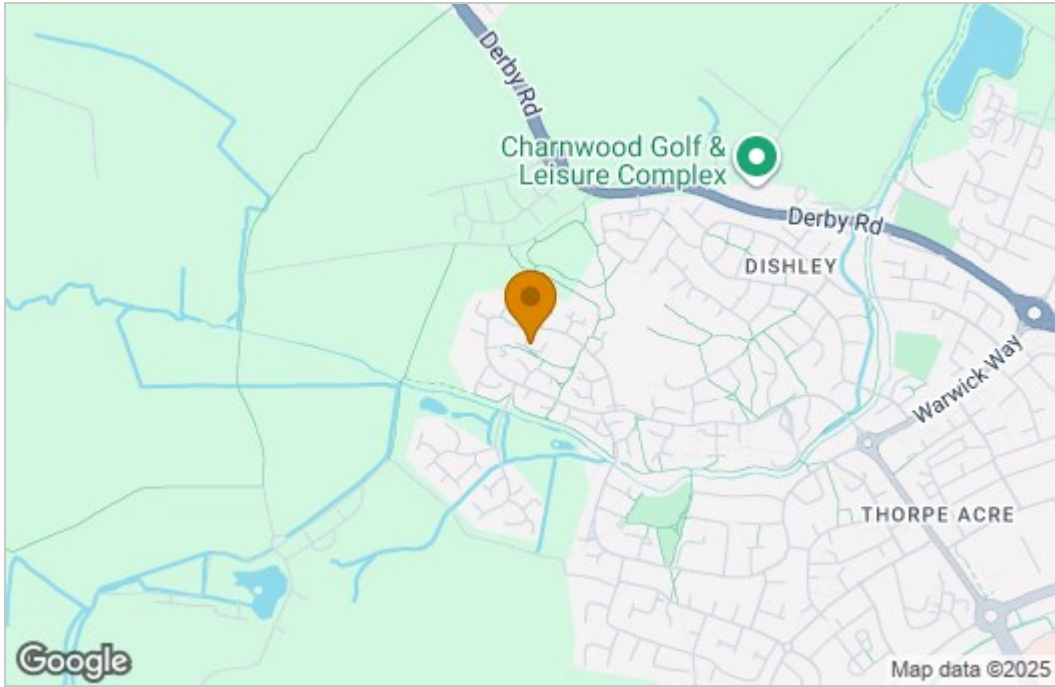 Derby Rd
Charnwood Golf &
Leisure Complex
Derby Rd
DISHLEY
Warwick Way
THORPE ACRE
Google
Map data ©2025